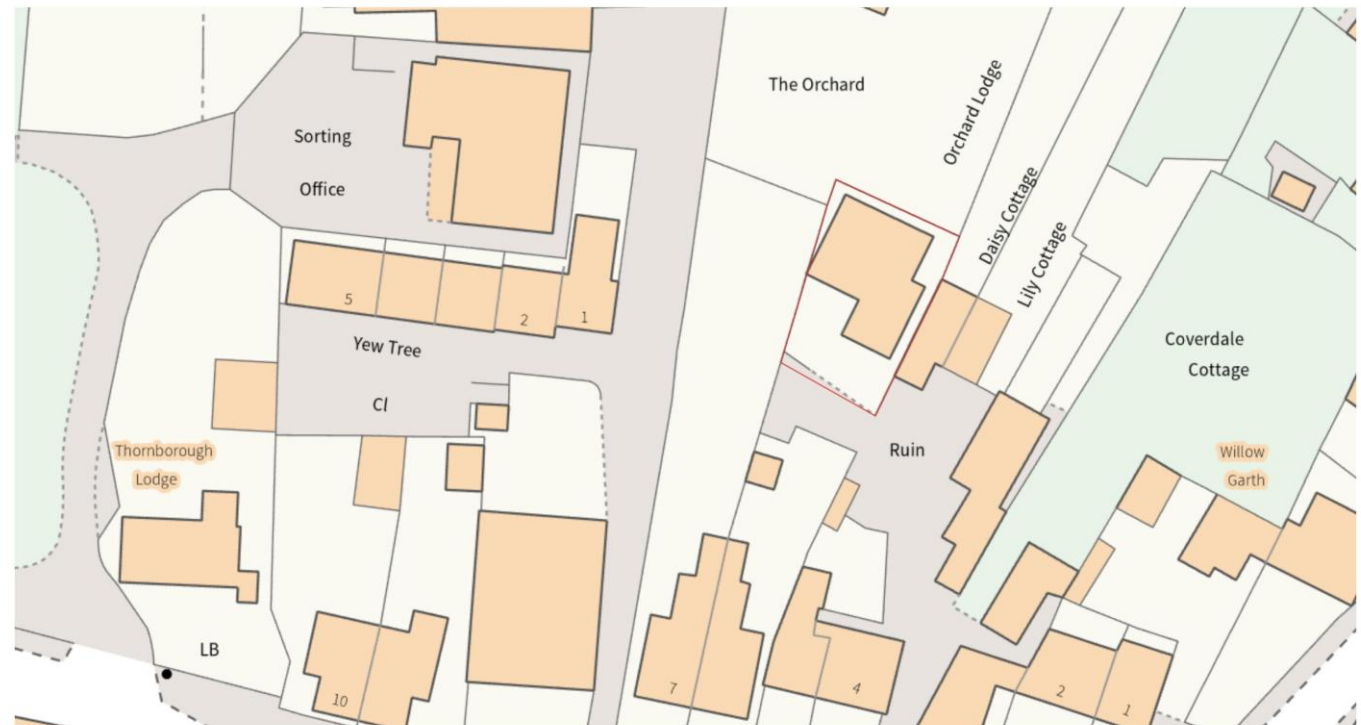 The Orchard
Orchard Lodge
Sorting
Office
Daisy Cottage
Lily Cottage
5
2
1
Yew Tree
Cl
Coverdale
Cottage
Thornborough
Lodge
Ruin
Willow
Garth
LB
10
7
4
2
1